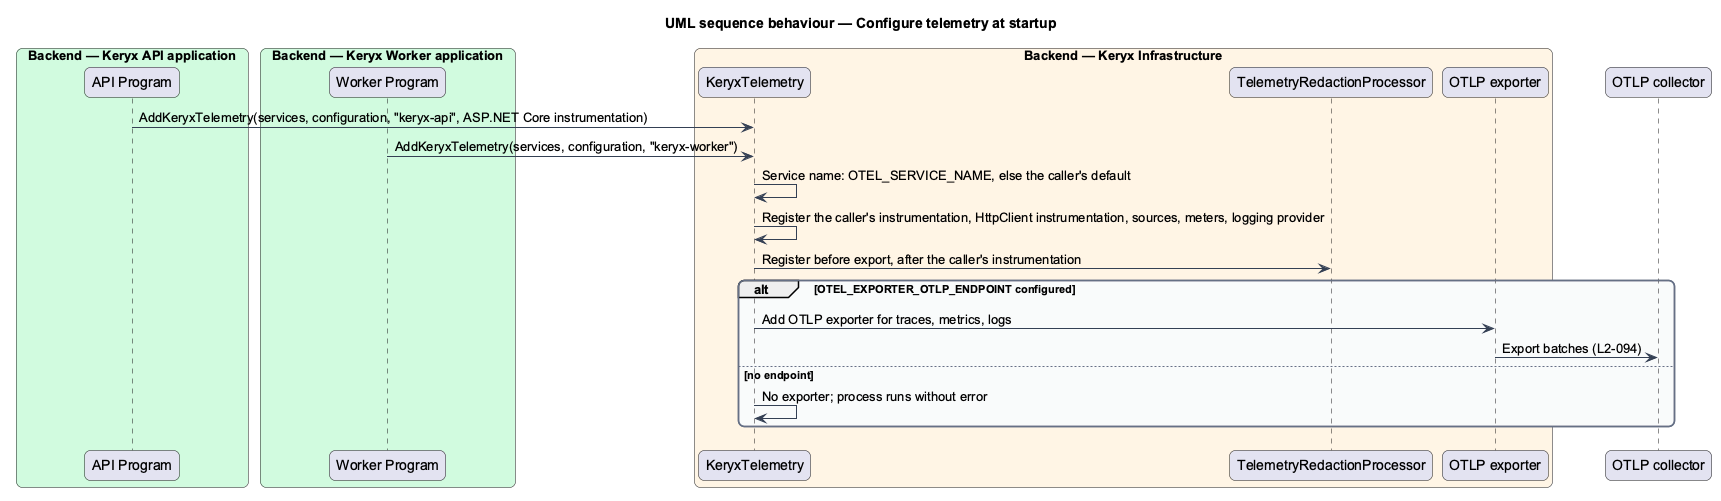 UML sequence behaviour — Configure telemetry at startup
Backend — Keryx API application
Backend — Keryx Worker application
Backend — Keryx Infrastructure
API Program
Worker Program
KeryxTelemetry
TelemetryRedactionProcessor
OTLP exporter
OTLP collector
AddKeryxTelemetry(services, configuration, "keryx-api", ASP.NET Core instrumentation)
AddKeryxTelemetry(services, configuration, "keryx-worker")
Service name: OTEL_SERVICE_NAME, else the caller's default
Register the caller's instrumentation, HttpClient instrumentation, sources, meters, logging provider
Register before export, after the caller's instrumentation
alt
[OTEL_EXPORTER_OTLP_ENDPOINT configured]
Add OTLP exporter for traces, metrics, logs
Export batches (L2-094)
[no endpoint]
No exporter; process runs without error
API Program
Worker Program
KeryxTelemetry
TelemetryRedactionProcessor
OTLP exporter
OTLP collector